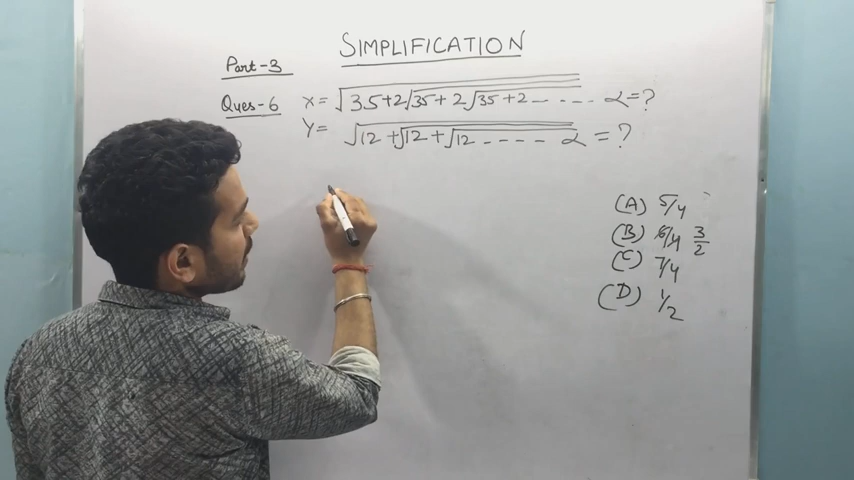 SIMPLIFICATION
Part-3
Ques-6 x = √35+2√35+2√35+2---- α=?
Y= √12+√12+√12---- α = ?
(A) 5/4
(B) 6/4 3/2
(C) 7/4
(D) 1/2